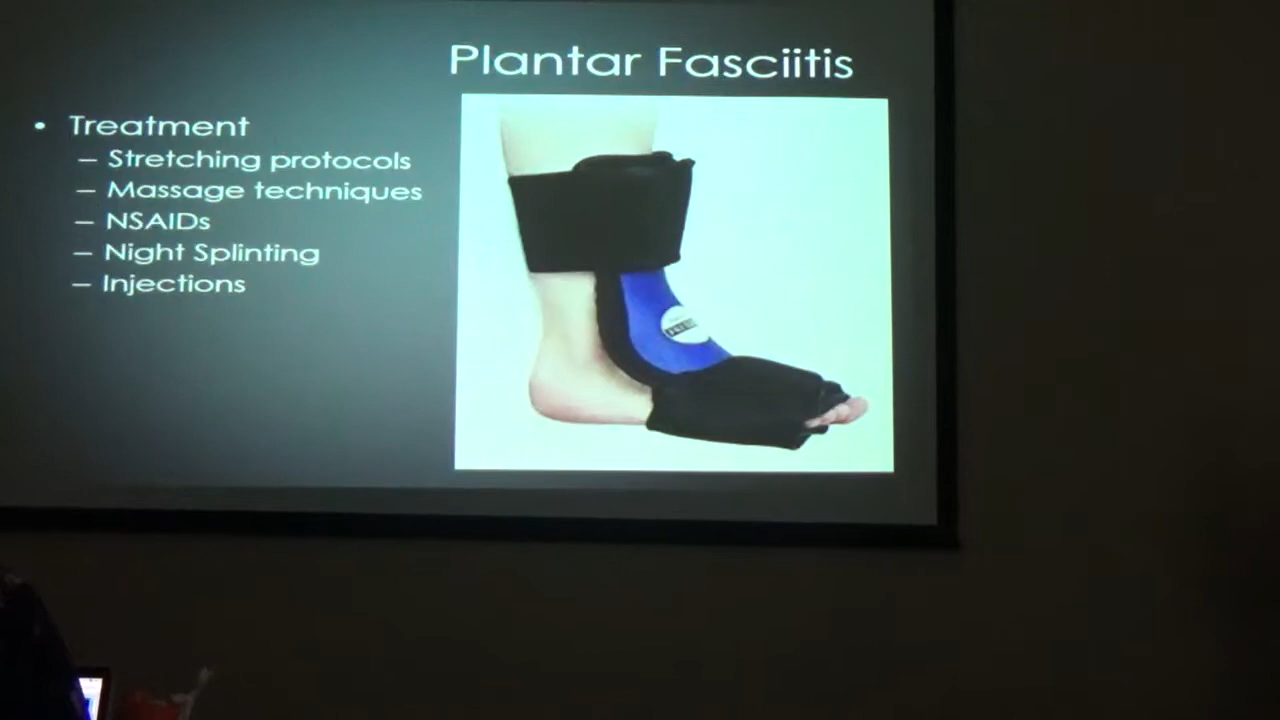 Plantar Fasciitis
• Treatment
– Stretching protocols
– Massage techniques
– NSAIDs
– Night Splinting
– Injections